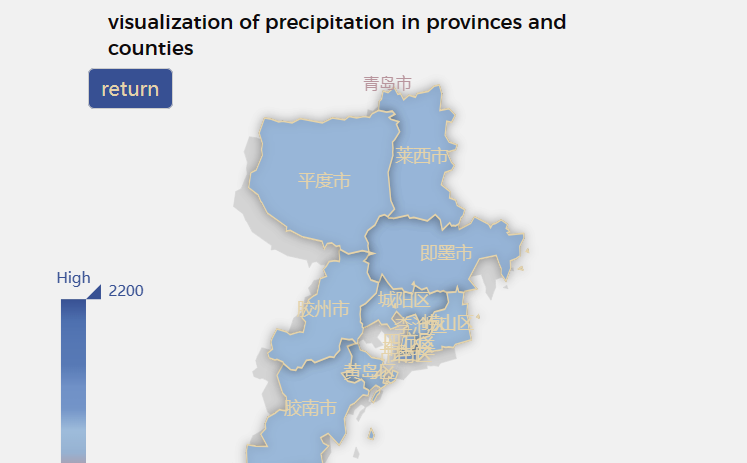 visualization of precipitation in provinces and
counties
return
青岛市
莱西市
平度市
即墨市
High
2200
城阳区
胶州市
崂山区
黄岛区
胶南市